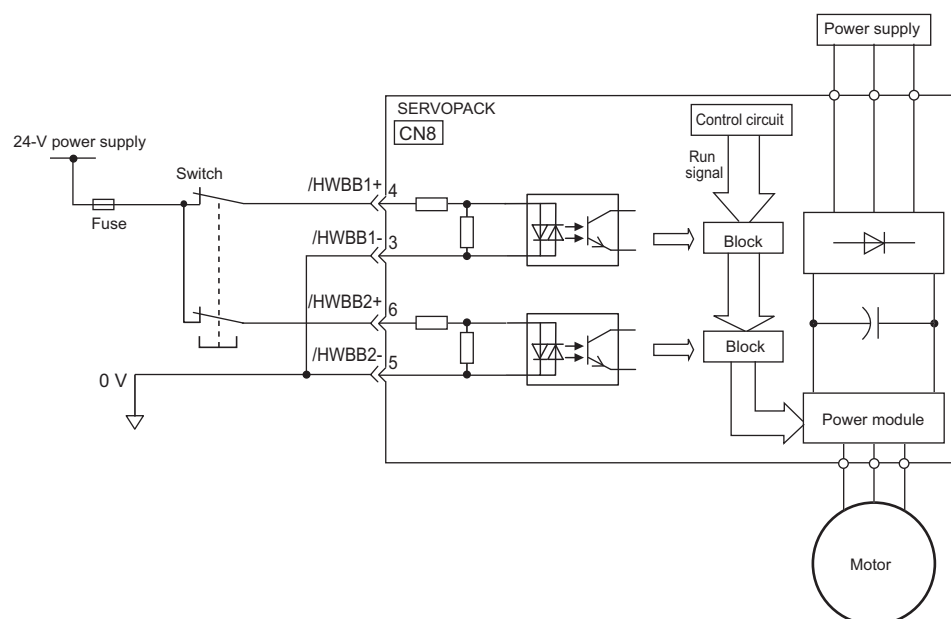 Power supply
SERVOPACK
CN8
Control circuit
24-V power supply
Run
signal
Switch
/HWBB1+
4
Fuse
/HWBB1-
3
Block
/HWBB2+
6
/HWBB2-
5
Block
0 V
Power module
Motor